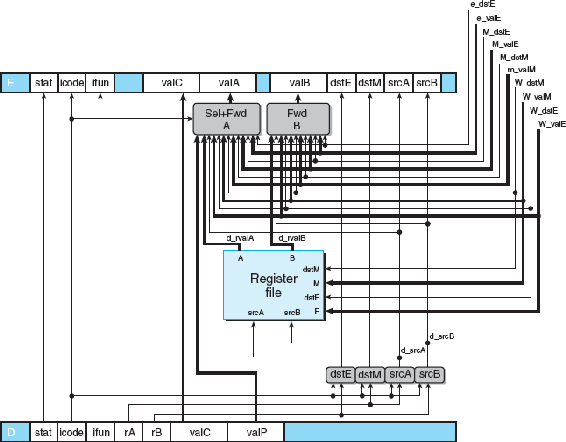 e_dstE
e_valE
M_dstE
M_valE
M_dstM
m_valM
W_dstM
W_valM
W_dstE
W_valE
E stat icode ifun valC valA valB dstE dstM srcA srcB
Sel+Fwd
A
Fwd
B
d_rvalA d_rvalB
A B
Register
file
dstM
M
dstE
E
srcA srcB
d_srcB
d_srcA
dstE dstM srcA srcB
D stat icode ifun rA rB valC valP